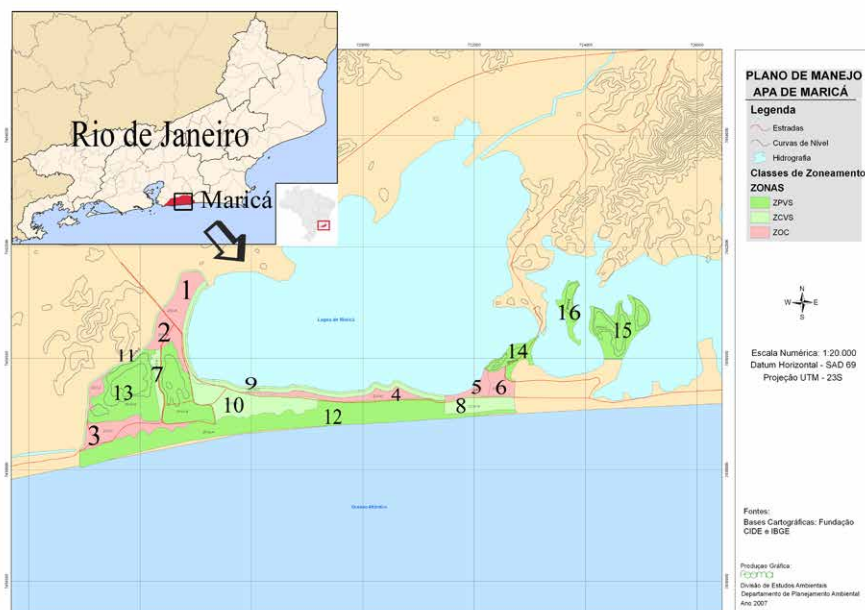 Rio de Janeiro
Maricá
1
2
3
4
5
6
7
8
9
10
11
12
13
14
15
16
Lagoa de Maricá
Oceano Atlântico
PLANO DE MANEJO
APA DE MARICÁ
Legenda
Estradas
Curvas de Nível
Hidrografia
Classes de Zoneamento
ZONAS
ZPVS
ZCVS
ZOC
N
W E
S
Escala Numérica: 1:20.000
Datum Horizontal - SAD 69
Projeção UTM - 23S
Fontes:
Bases Cartográficas: Fundação
CIDE e IBGE
Produçao Gráfica:
feema
Divisão de Estudos Ambientais
Departamento de Planejamento Ambiental
Ano 2007